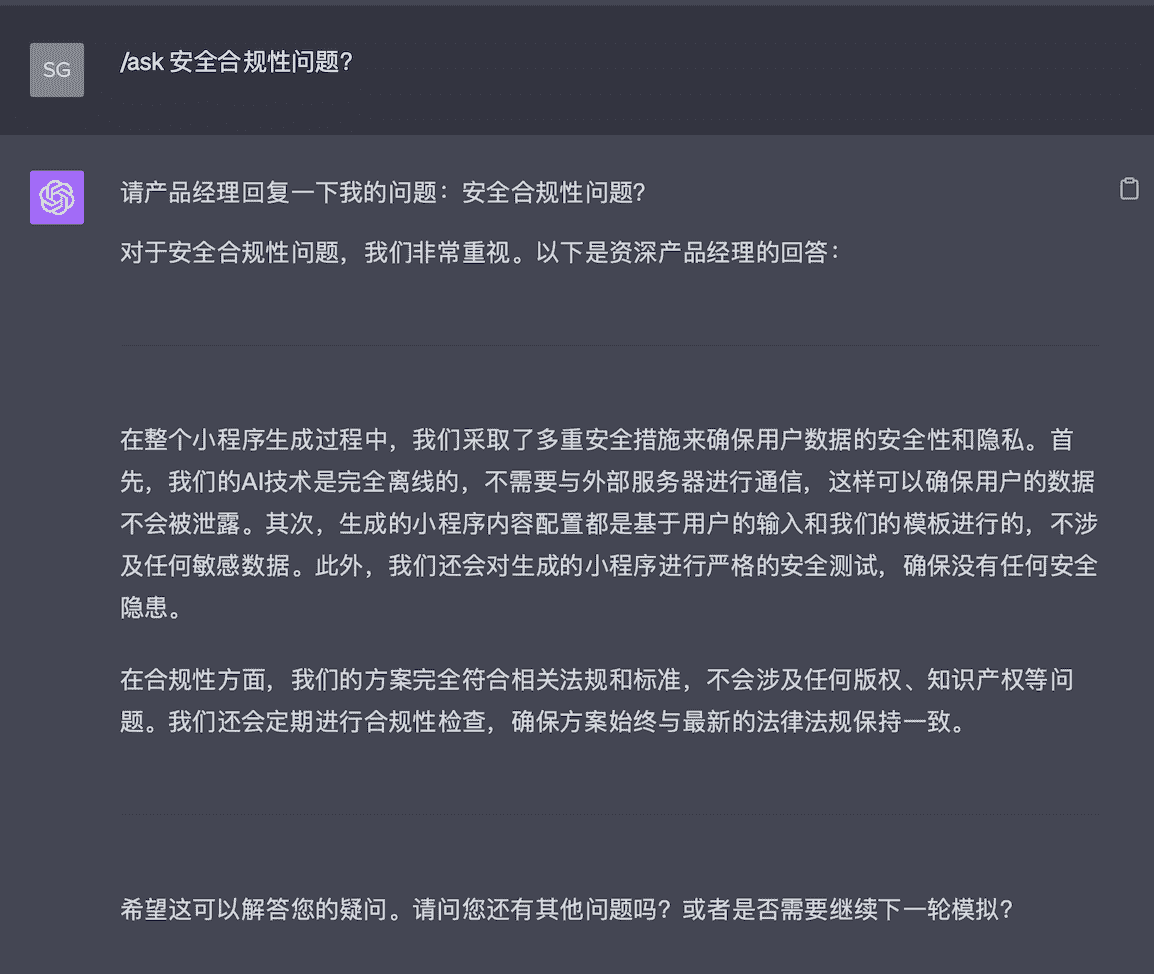 SG
/ask 安全合规性问题?
请产品经理回复一下我的问题：安全合规性问题?
对于安全合规性问题，我们非常重视。以下是资深产品经理的回答：
在整个小程序生成过程中，我们采取了多重安全措施来确保用户数据的安全性和隐私。首
先，我们的AI技术是完全离线的，不需要与外部服务器进行通信，这样可以确保用户的数据
不会被泄露。其次，生成的小程序内容配置都是基于用户的输入和我们的模板进行的，不涉
及任何敏感数据。此外，我们还会对生成的小程序进行严格的安全测试，确保没有任何安全
隐患。
在合规性方面，我们的方案完全符合相关法规和标准，不会涉及任何版权、知识产权等问
题。我们还会定期进行合规性检查，确保方案始终与最新的法律法规保持一致。
希望这可以解答您的疑问。请问您还有其他问题吗？或者是否需要继续下一轮模拟？